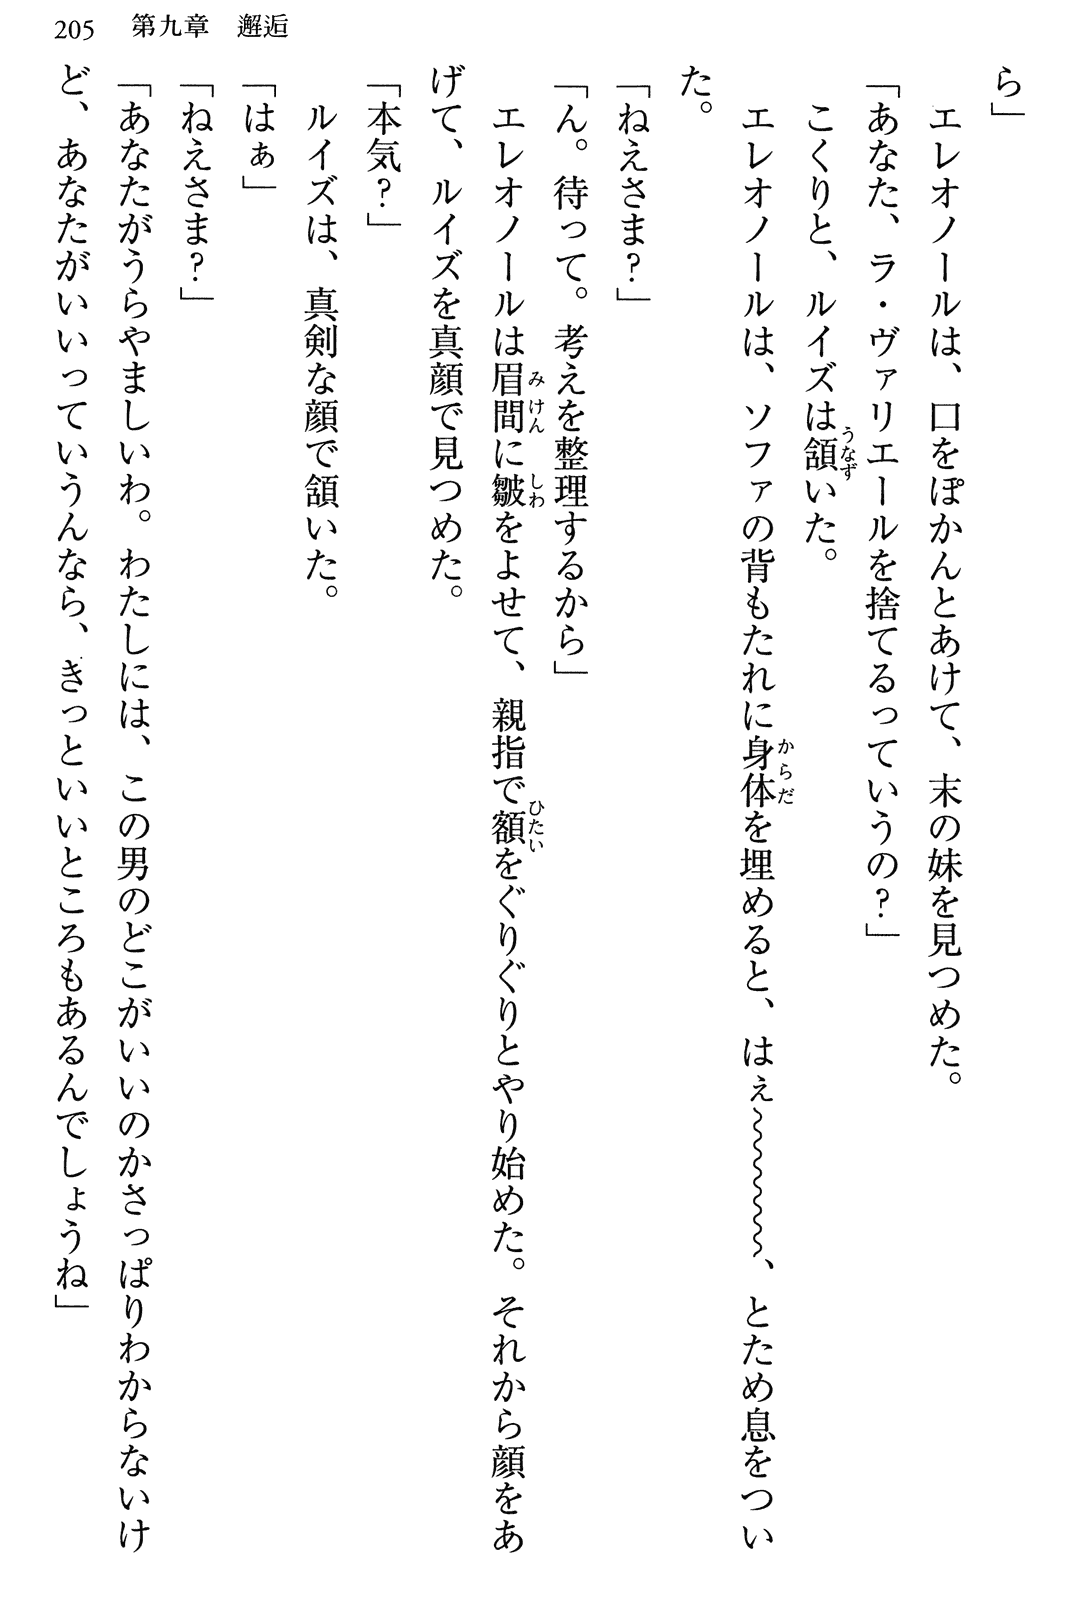 205　第九章　邂逅
ら」
　エレオノールは、口をぽかんとあけて、末の妹を見つめた。
「あなた、ラ・ヴァリエールを捨てるっていうの？」
　こくりと、ルイズは頷いた。
　エレオノールは、ソファの背もたれに身体を埋めると、はぇ～～～～～、とため息をつい
た。
「ねえさま？」
「ん。待って。考えを整理するから」
　エレオノールは眉間に皺をよせて、親指で額をぐりぐりとやり始めた。それから顔をあ
げて、ルイズを真顔で見つめた。
「本気？」
　ルイズは、真剣な顔で頷いた。
「はぁ」
「ねえさま？」
「あなたがうらやましいわ。わたしには、この男のどこがいいのかさっぱりわからないけ
ど、あなたがいいっていうんなら、きっといいところもあるんでしょうね」